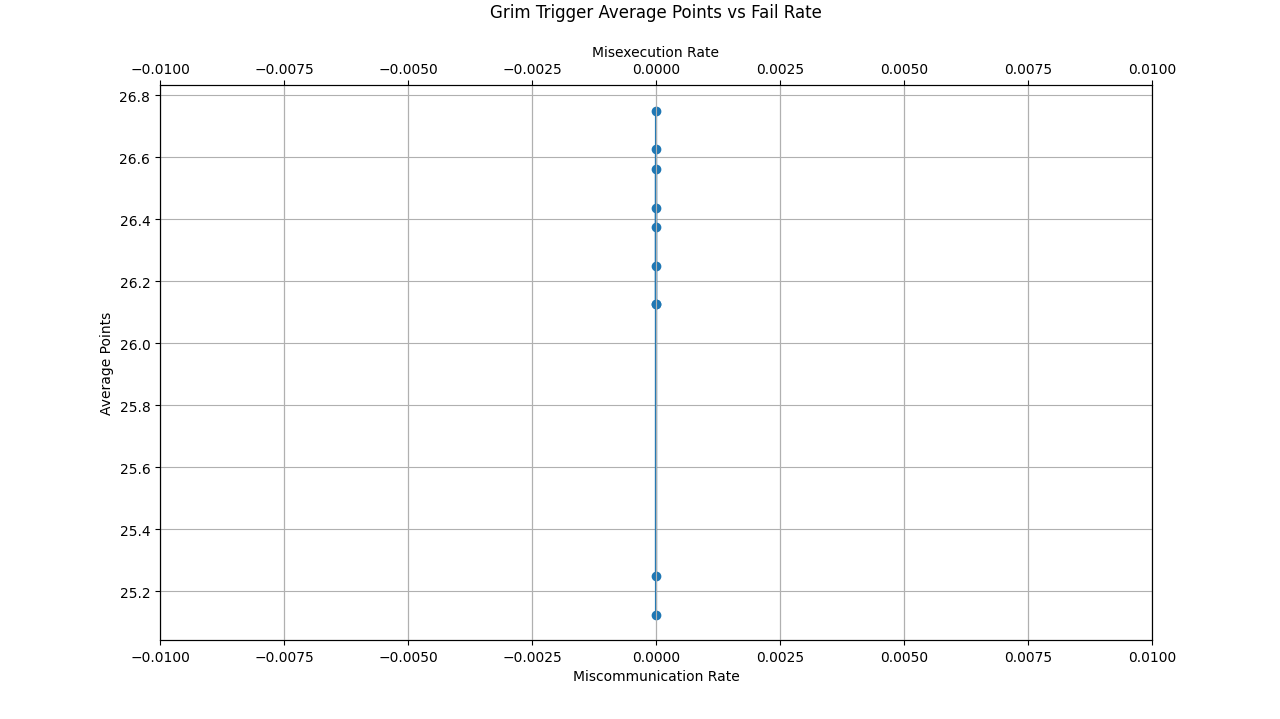 Grim Trigger Average Points vs Fail Rate
Misexecution Rate
−0.0100 −0.0075 −0.0050 −0.0025 0.0000 0.0025 0.0050 0.0075 0.0100
26.8
26.6
26.4
26.2
26.0
25.8
25.6
25.4
25.2
Average Points
−0.0100 −0.0075 −0.0050 −0.0025 0.0000 0.0025 0.0050 0.0075 0.0100
Miscommunication Rate